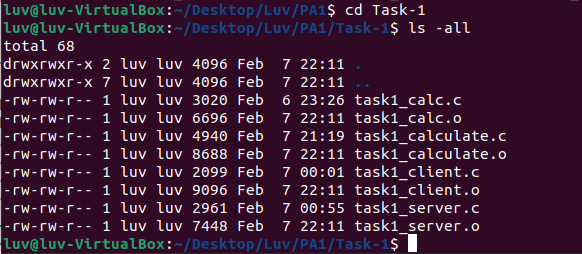 luv@luv-VirtualBox:~/Desktop/Luv/PA1$ cd Task-1
luv@luv-VirtualBox:~/Desktop/Luv/PA1/Task-1$ ls -all
total 68
drwxrwxr-x 2 luv luv 4096 Feb  7 22:11 .
drwxrwxr-x 7 luv luv 4096 Feb  7 22:11 ..
-rw-rw-r-- 1 luv luv 3020 Feb  6 23:26 task1_calc.c
-rw-rw-r-- 1 luv luv 6696 Feb  7 22:11 task1_calc.o
-rw-rw-r-- 1 luv luv 4940 Feb  7 21:19 task1_calculate.c
-rw-rw-r-- 1 luv luv 8688 Feb  7 22:11 task1_calculate.o
-rw-rw-r-- 1 luv luv 2099 Feb  7 00:01 task1_client.c
-rw-rw-r-- 1 luv luv 9096 Feb  7 22:11 task1_client.o
-rw-rw-r-- 1 luv luv 2961 Feb  7 00:55 task1_server.c
-rw-rw-r-- 1 luv luv 7448 Feb  7 22:11 task1_server.o
luv@luv-VirtualBox:~/Desktop/Luv/PA1/Task-1$